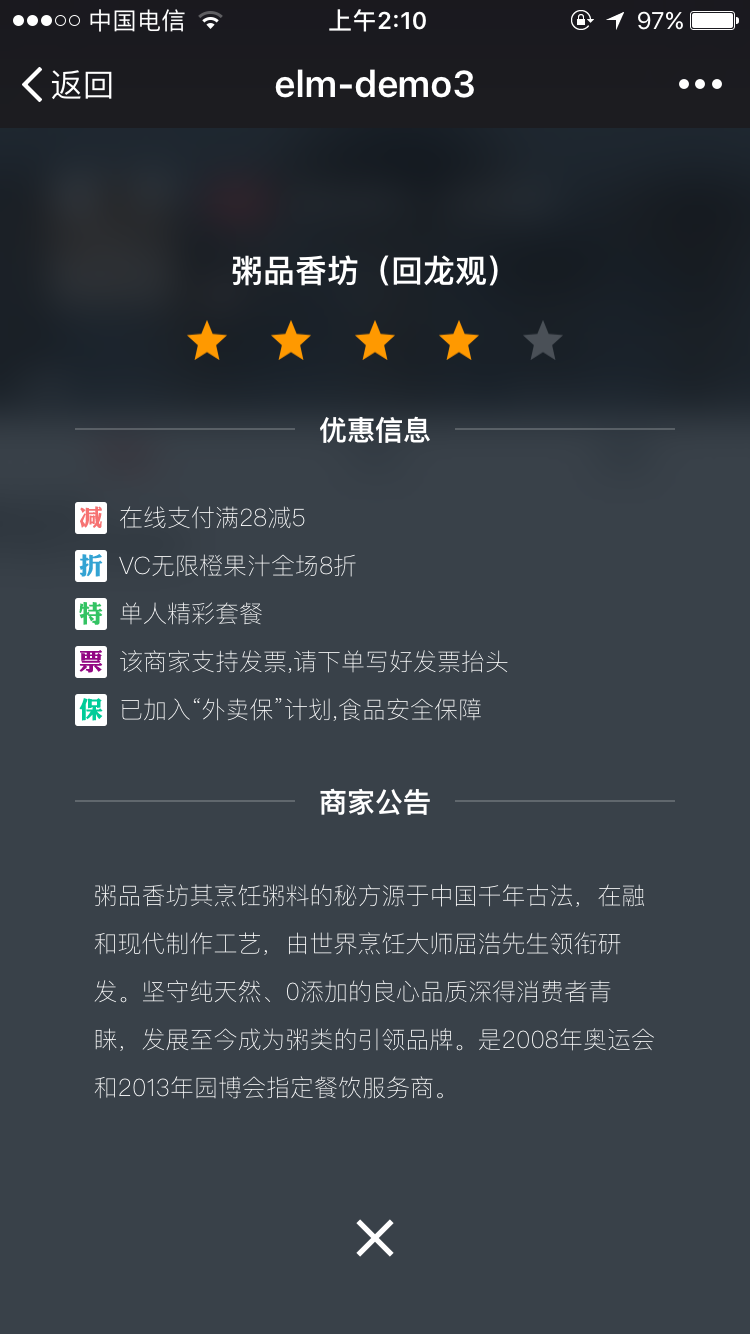 中国电信 上午2:10 97%
返回 elm-demo3
粥品香坊（回龙观）
优惠信息
减 在线支付满28减5
折 VC无限橙果汁全场8折
特 单人精彩套餐
票 该商家支持发票,请下单写好发票抬头
保 已加入“外卖保”计划,食品安全保障
商家公告
粥品香坊其烹饪粥料的秘方源于中国千年古法，在融
和现代制作工艺，由世界烹饪大师屈浩先生领衔研
发。坚守纯天然、0添加的良心品质深得消费者青
睐，发展至今成为粥类的引领品牌。是2008年奥运会
和2013年园博会指定餐饮服务商。